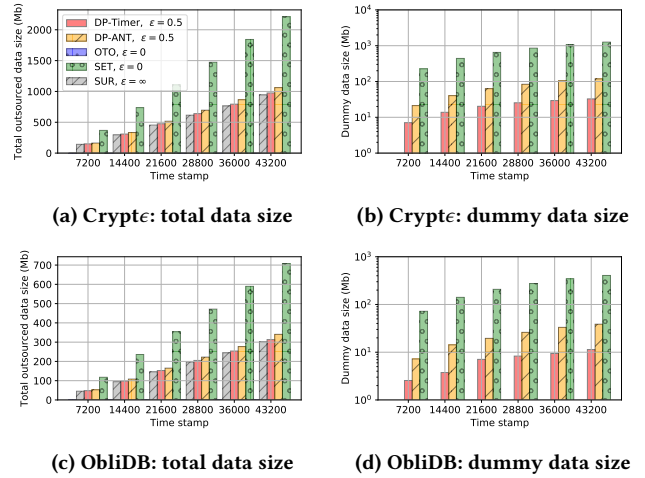 Total outsourced data size (Mb)
2000
1500
1000
500
0
DP-Timer, ϵ = 0.5
DP-ANT, ϵ = 0.5
OTO, ϵ = 0
SET, ϵ = 0
SUR, ϵ = ∞
7200 14400 21600 28800 36000 43200
Time stamp
(a) Cryptϵ: total data size
Dummy data size (Mb)
10⁴
10³
10²
10¹
10⁰
7200 14400 21600 28800 36000 43200
Time stamp
(b) Cryptϵ: dummy data size
Total outsourced data size (Mb)
700
600
500
400
300
200
100
0
7200 14400 21600 28800 36000 43200
Time stamp
(c) ObliDB: total data size
Dummy data size (Mb)
10³
10²
10¹
10⁰
7200 14400 21600 28800 36000 43200
Time stamp
(d) ObliDB: dummy data size